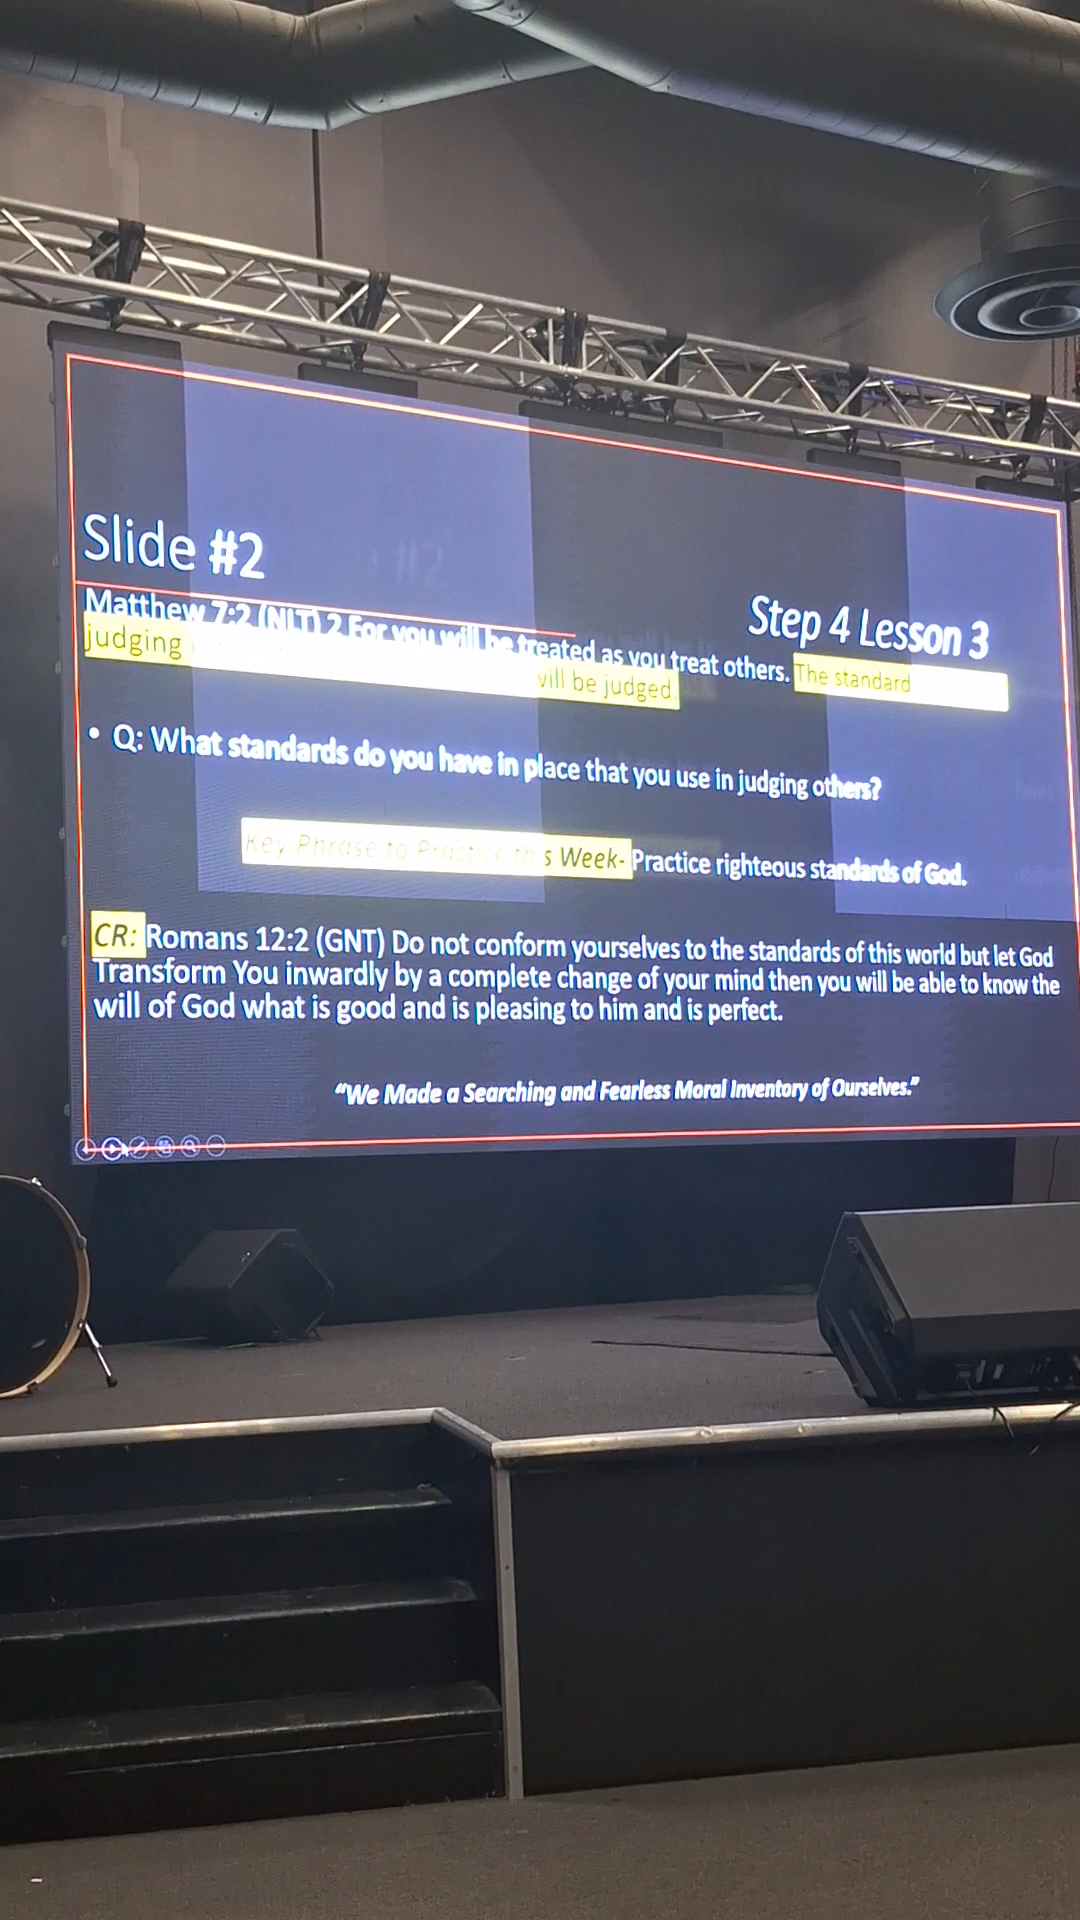 Slide #2
Step 4 Lesson 3
Matthew 7:2 (NLT) 2 For you will be treated as you treat others. The standard
judging will be judged.
• Q: What standards do you have in place that you use in judging others?
Key Phrase to Practice this Week- Practice righteous standards of God.
CR: Romans 12:2 (GNT) Do not conform yourselves to the standards of this world but let God
Transform You inwardly by a complete change of your mind then you will be able to know the
will of God what is good and is pleasing to him and is perfect.
“We Made a Searching and Fearless Moral Inventory of Ourselves.”